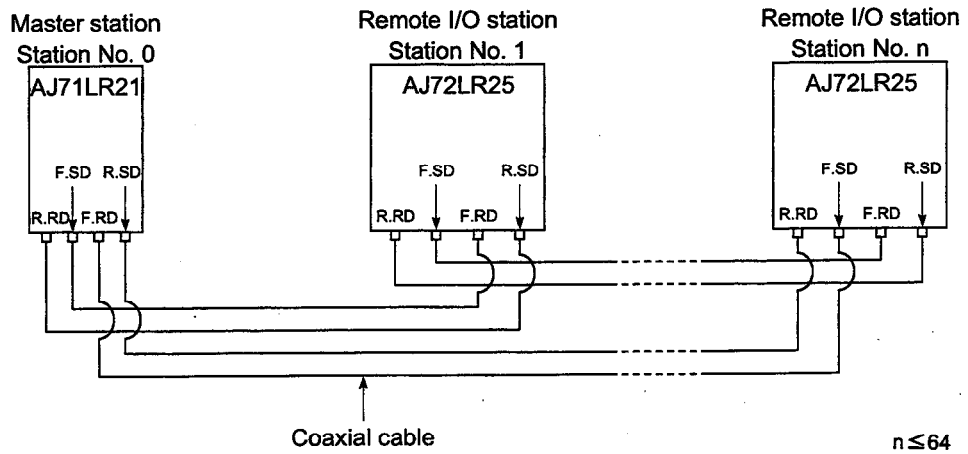 Master station
Station No. 0
AJ71LR21
F.SD R.SD
R.RD F.RD
Remote I/O station
Station No. 1
AJ72LR25
F.SD R.SD
R.RD F.RD
Remote I/O station
Station No. n
AJ72LR25
F.SD R.SD
R.RD F.RD
Coaxial cable
n≦64